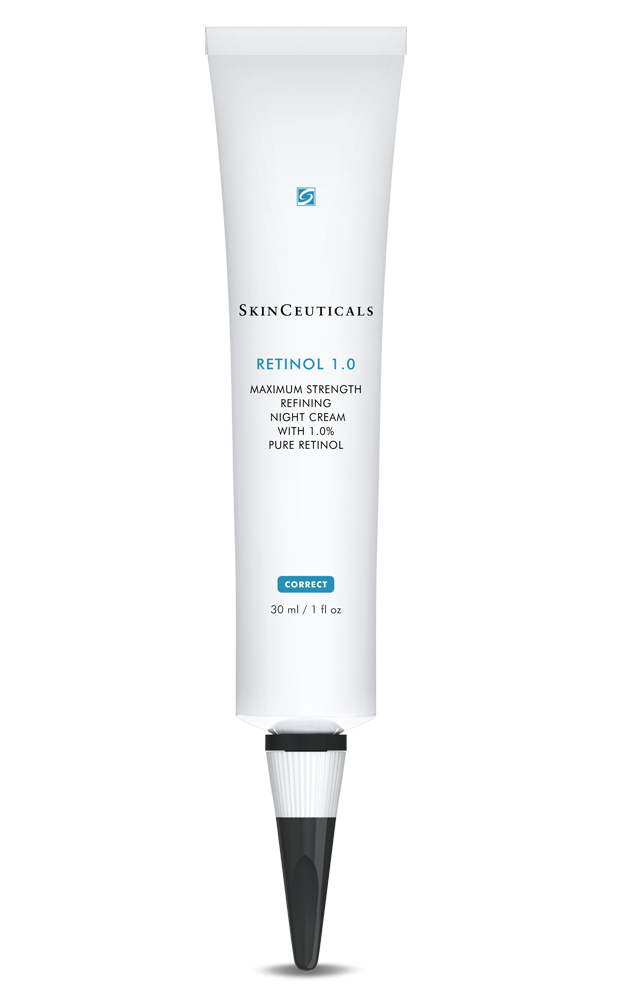 SKINCEUTICALS
RETINOL 1.0
MAXIMUM STRENGTH
REFINING
NIGHT CREAM
WITH 1.0%
PURE RETINOL
CORRECT
30 ml / 1 fl oz